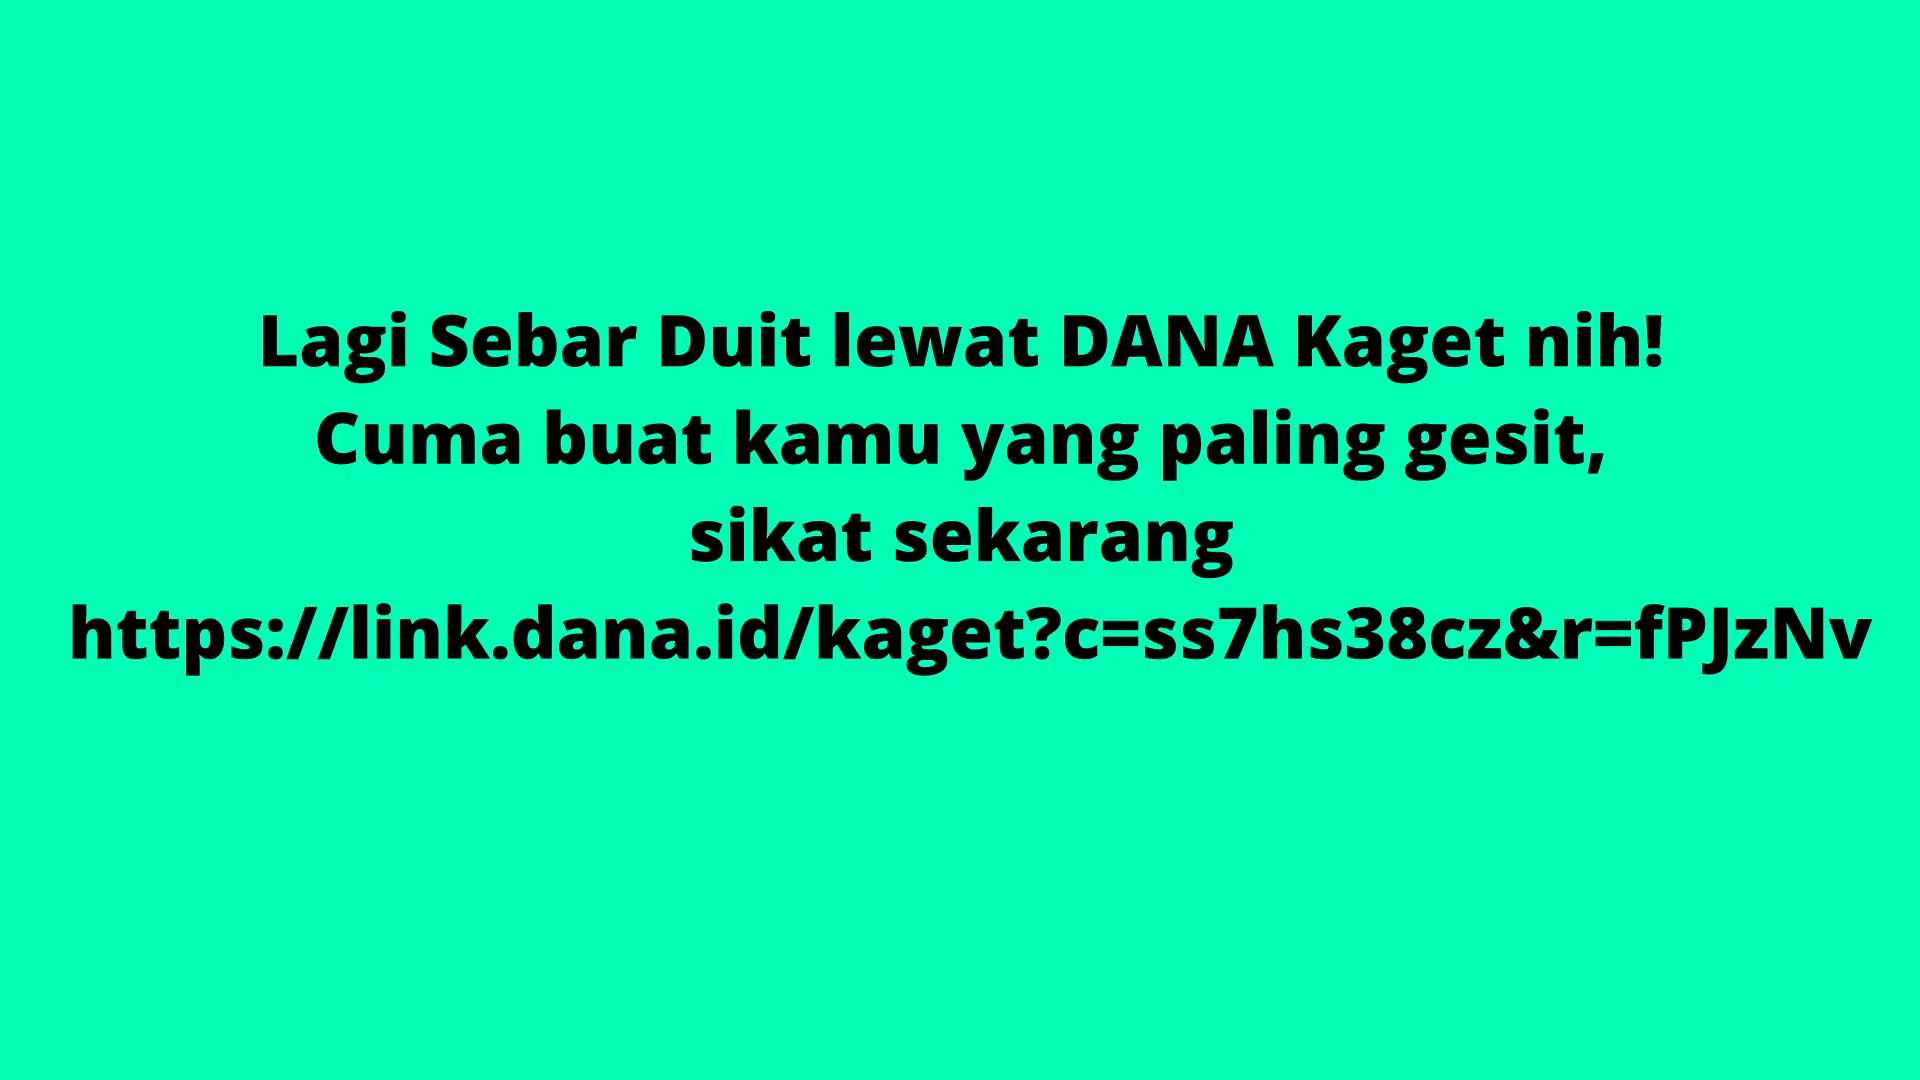 Lagi Sebar Duit lewat DANA Kaget nih!
Cuma buat kamu yang paling gesit,
sikat sekarang
https://link.dana.id/kaget?c=ss7hs38cz&r=fPJzNv